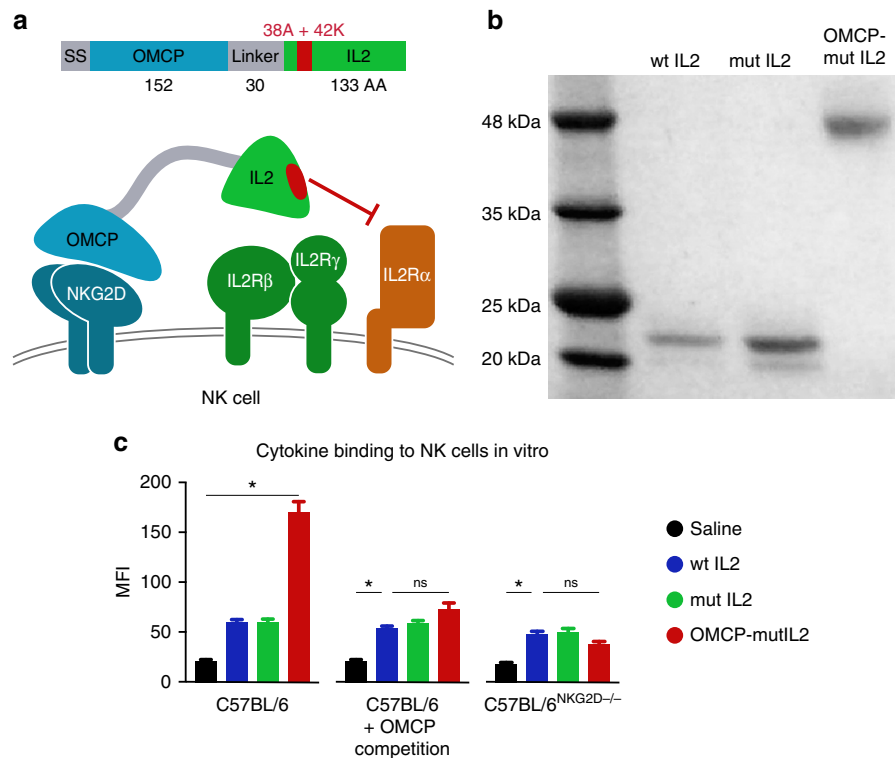 a
38A + 42K
SS OMCP Linker IL2
152 30 133 AA
IL2
OMCP
NKG2D
IL2Rβ
IL2Rγ
IL2Rα
NK cell
b
wt IL2 mut IL2 OMCP-
mut IL2
48 kDa
35 kDa
25 kDa
20 kDa
c
Cytokine binding to NK cells in vitro
MFI
200
150
100
50
0
*
* ns
* ns
C57BL/6
C57BL/6
+ OMCP
competition
C57BL/6NKG2D–/–
Saline
wt IL2
mut IL2
OMCP-mutIL2